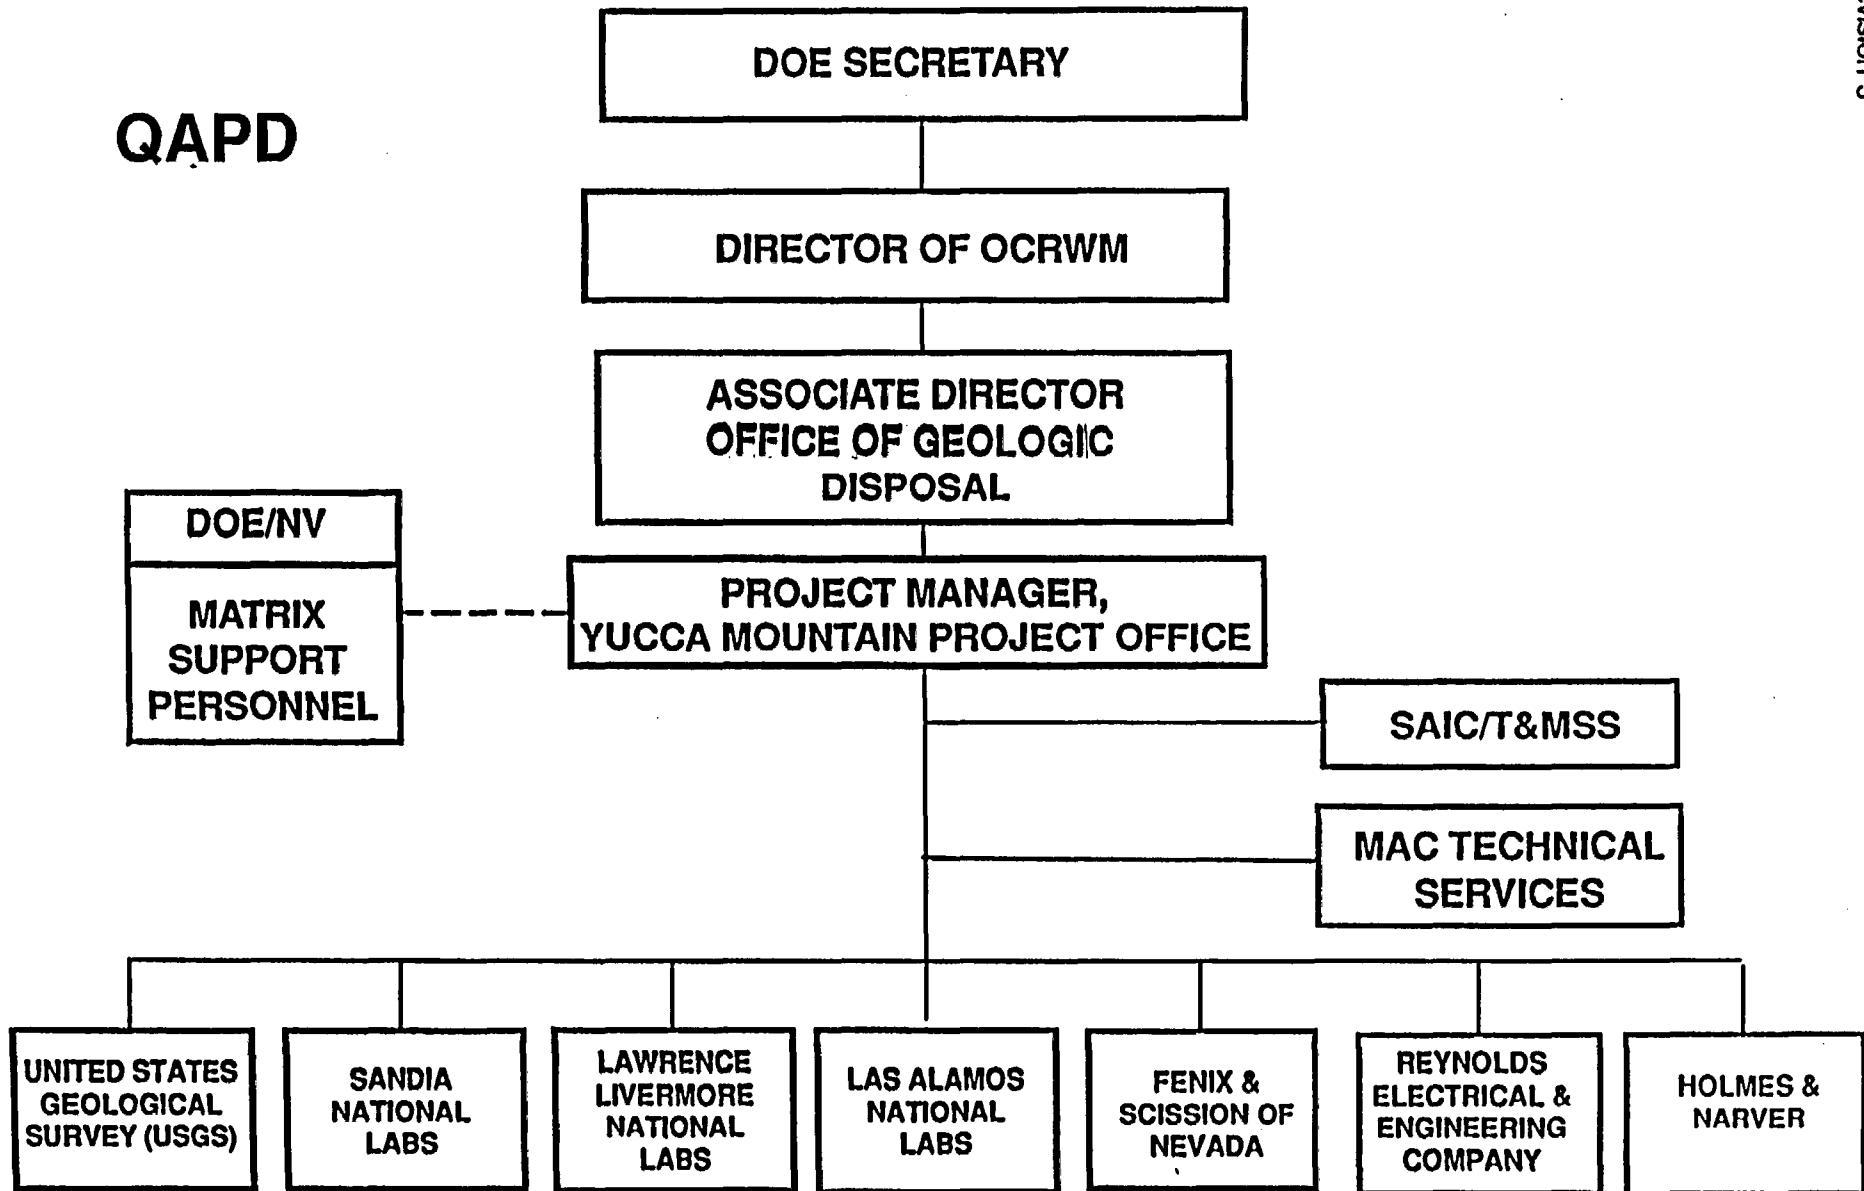 QAPD
DOE SECRETARY
DIRECTOR OF OCRWM
ASSOCIATE DIRECTOR
OFFICE OF GEOLOGIC
DISPOSAL
DOE/NV
MATRIX
SUPPORT
PERSONNEL
PROJECT MANAGER,
YUCCA MOUNTAIN PROJECT OFFICE
SAIC/T&MSS
MAC TECHNICAL
SERVICES
UNITED STATES
GEOLOGICAL
SURVEY (USGS)
SANDIA
NATIONAL
LABS
LAWRENCE
LIVERMORE
NATIONAL
LABS
LAS ALAMOS
NATIONAL
LABS
FENIX &
SCISSION OF
NEVADA
REYNOLDS
ELECTRICAL &
ENGINEERING
COMPANY
HOLMES &
NARVER